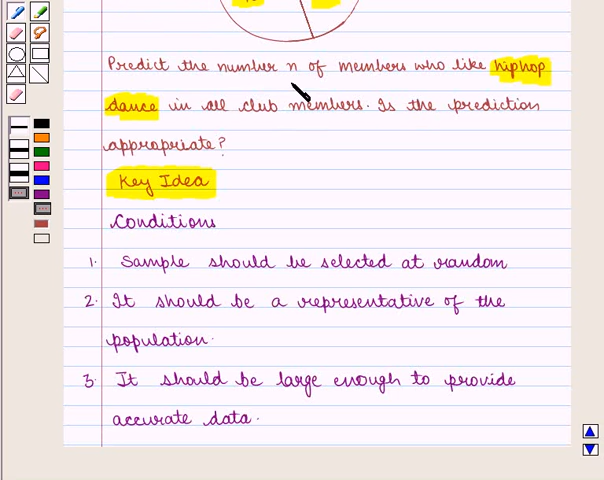 Predict the number n of members who like hiphop
dance in all club members. Is the prediction
appropriate?
Key Idea
Conditions
1. Sample should be selected at random
2. It should be a representative of the
population.
3. It should be large enough to provide
accurate data.